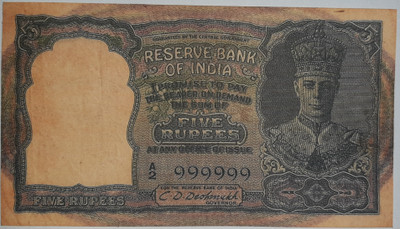 GUARANTEED BY THE CENTRAL GOVERNMENT
RESERVE BANK
OF INDIA
I PROMISE TO PAY
THE BEARER ON DEMAND
THE SUM OF
FIVE
RUPEES
AT ANY OFFICE OF ISSUE
A/2 999999
FOR THE RESERVE BANK OF INDIA
C.D. Deshmukh
GOVERNOR
FIVE RUPEES